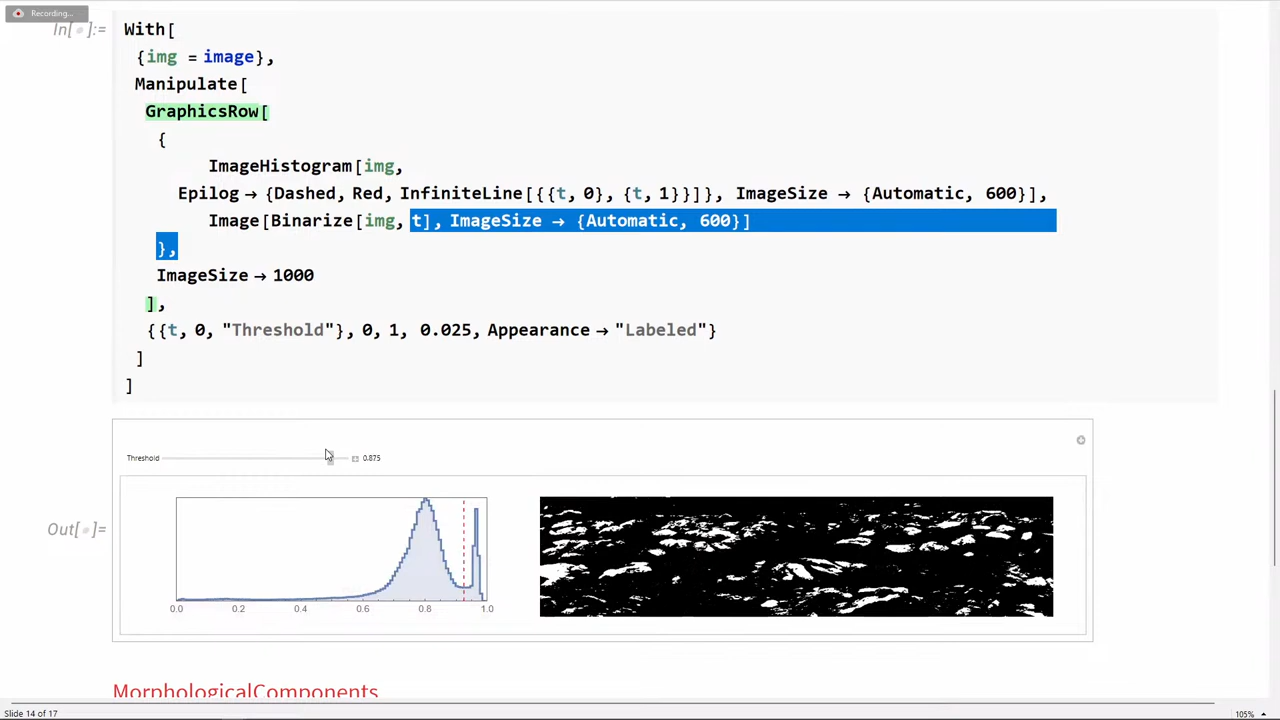 Recording...
In[ ]:=
With[
{img = image},
Manipulate[
GraphicsRow[
{
ImageHistogram[img,
Epilog → {Dashed, Red, InfiniteLine[{{t, 0}, {t, 1}}]}, ImageSize → {Automatic, 600}],
Image[Binarize[img, t], ImageSize → {Automatic, 600}]
},
ImageSize → 1000
],
{{t, 0, "Threshold"}, 0, 1, 0.025, Appearance → "Labeled"}
]
]
Threshold 0.875
Out[ ]=
0.0 0.2 0.4 0.6 0.8 1.0
MorphologicalComponents
Slide 14 of 17 105%